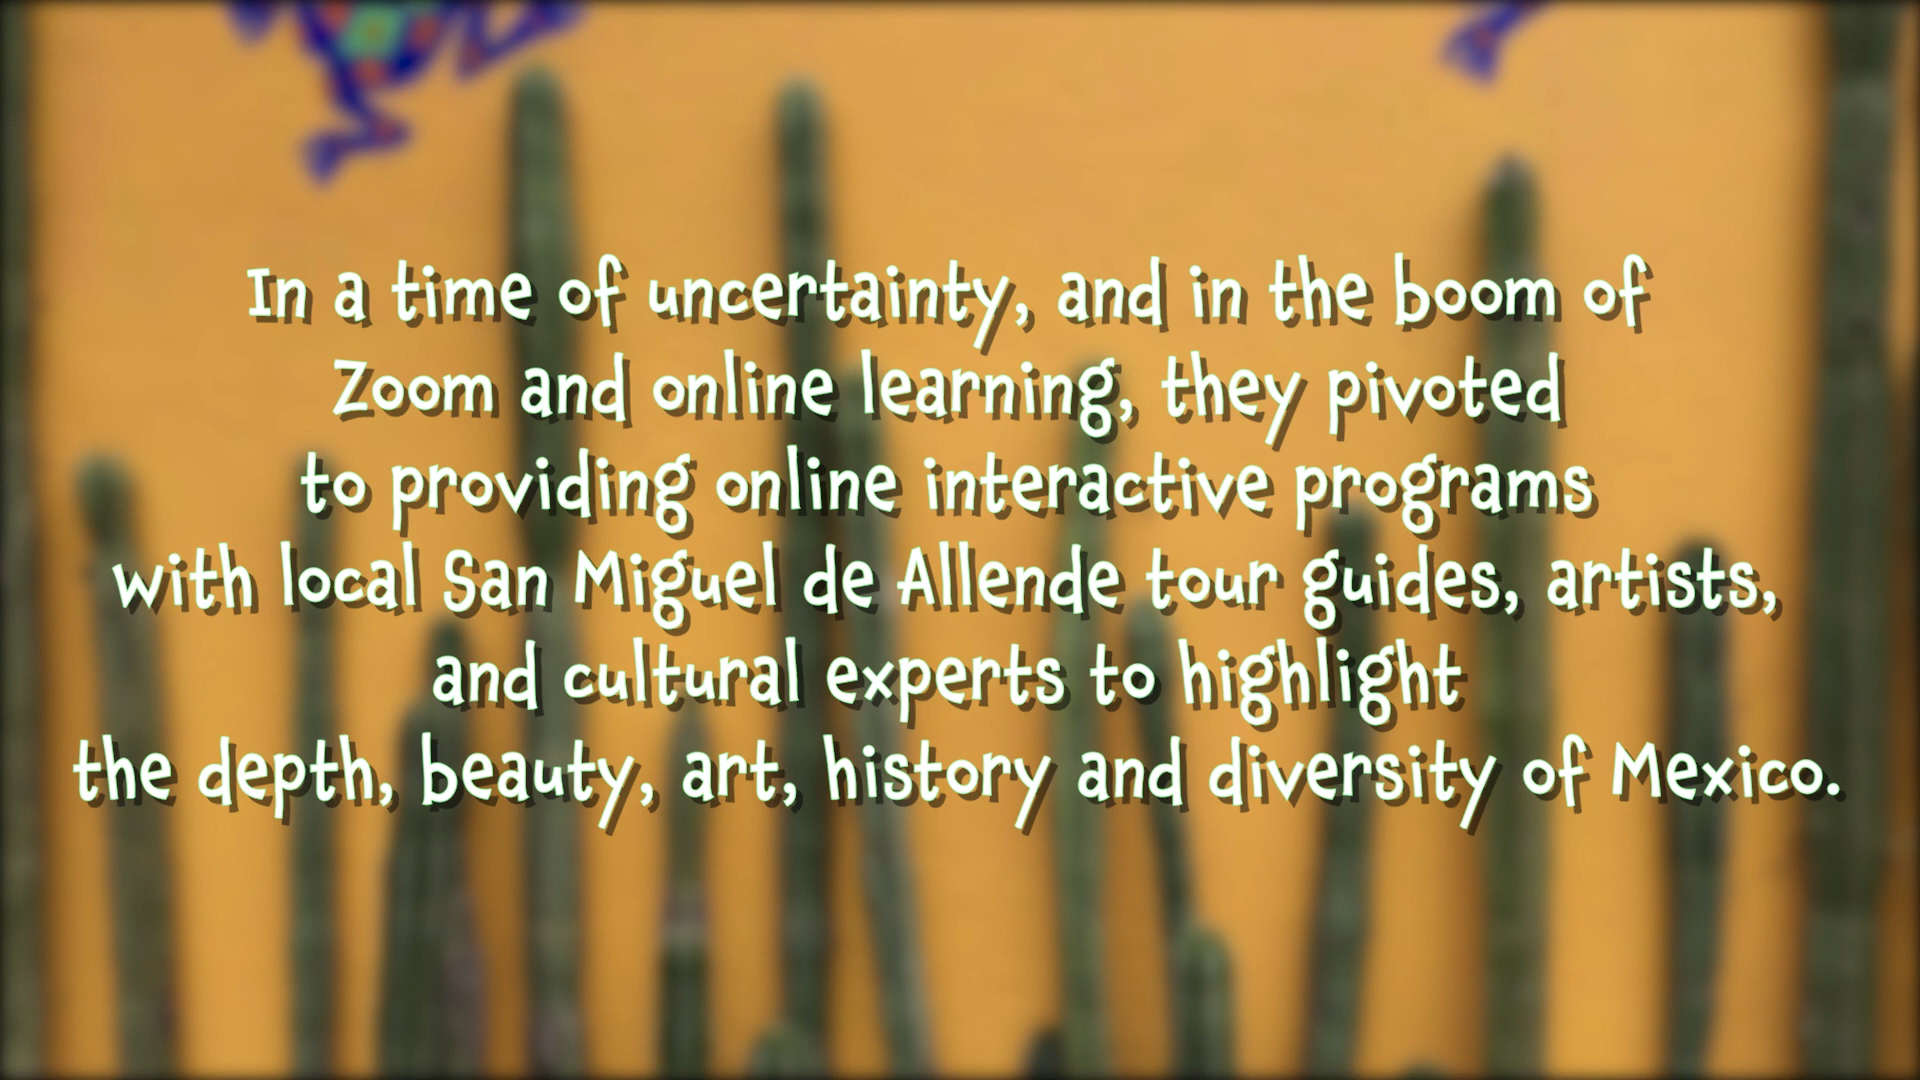 In a time of uncertainty, and in the boom of
Zoom and online learning, they pivoted
to providing online interactive programs
with local San Miguel de Allende tour guides, artists,
and cultural experts to highlight
the depth, beauty, art, history and diversity of Mexico.